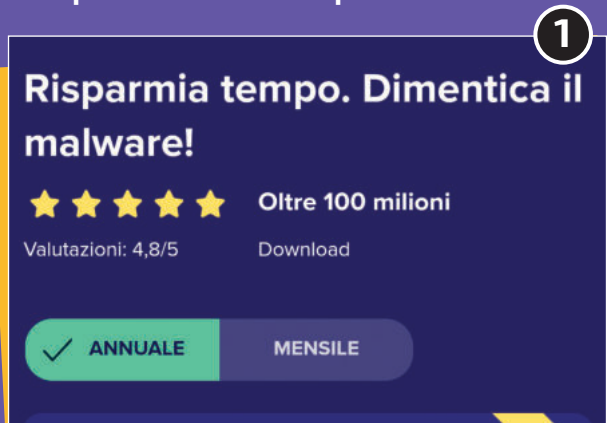 1
Risparmia tempo. Dimentica il
malware!
Oltre 100 milioni
Valutazioni: 4,8/5
Download
ANNUALE
MENSILE